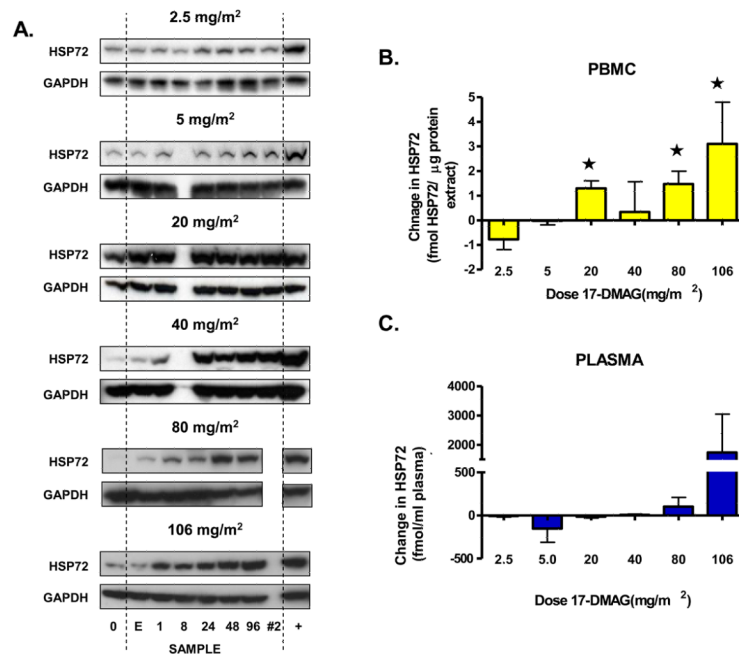 A.
2.5 mg/m2
HSP72
GAPDH
5 mg/m2
HSP72
GAPDH
20 mg/m2
HSP72
GAPDH
40 mg/m2
HSP72
GAPDH
80 mg/m2
HSP72
GAPDH
106 mg/m2
HSP72
GAPDH
0 E 1 8 24 48 96 #2 +
SAMPLE
B.
PBMC
Chnage in HSP72
(fmol HSP72/ μg protein
extract)
5
4
3
2
1
0
-1
-2
2.5 5 20 40 80 106
Dose 17-DMAG(mg/m 2)
C.
PLASMA
Change in HSP72
(fmol/ml plasma)
4000
3000
2000
500
0
-500
2.5 5.0 20 40 80 106
Dose 17-DMAG(mg/m 2)